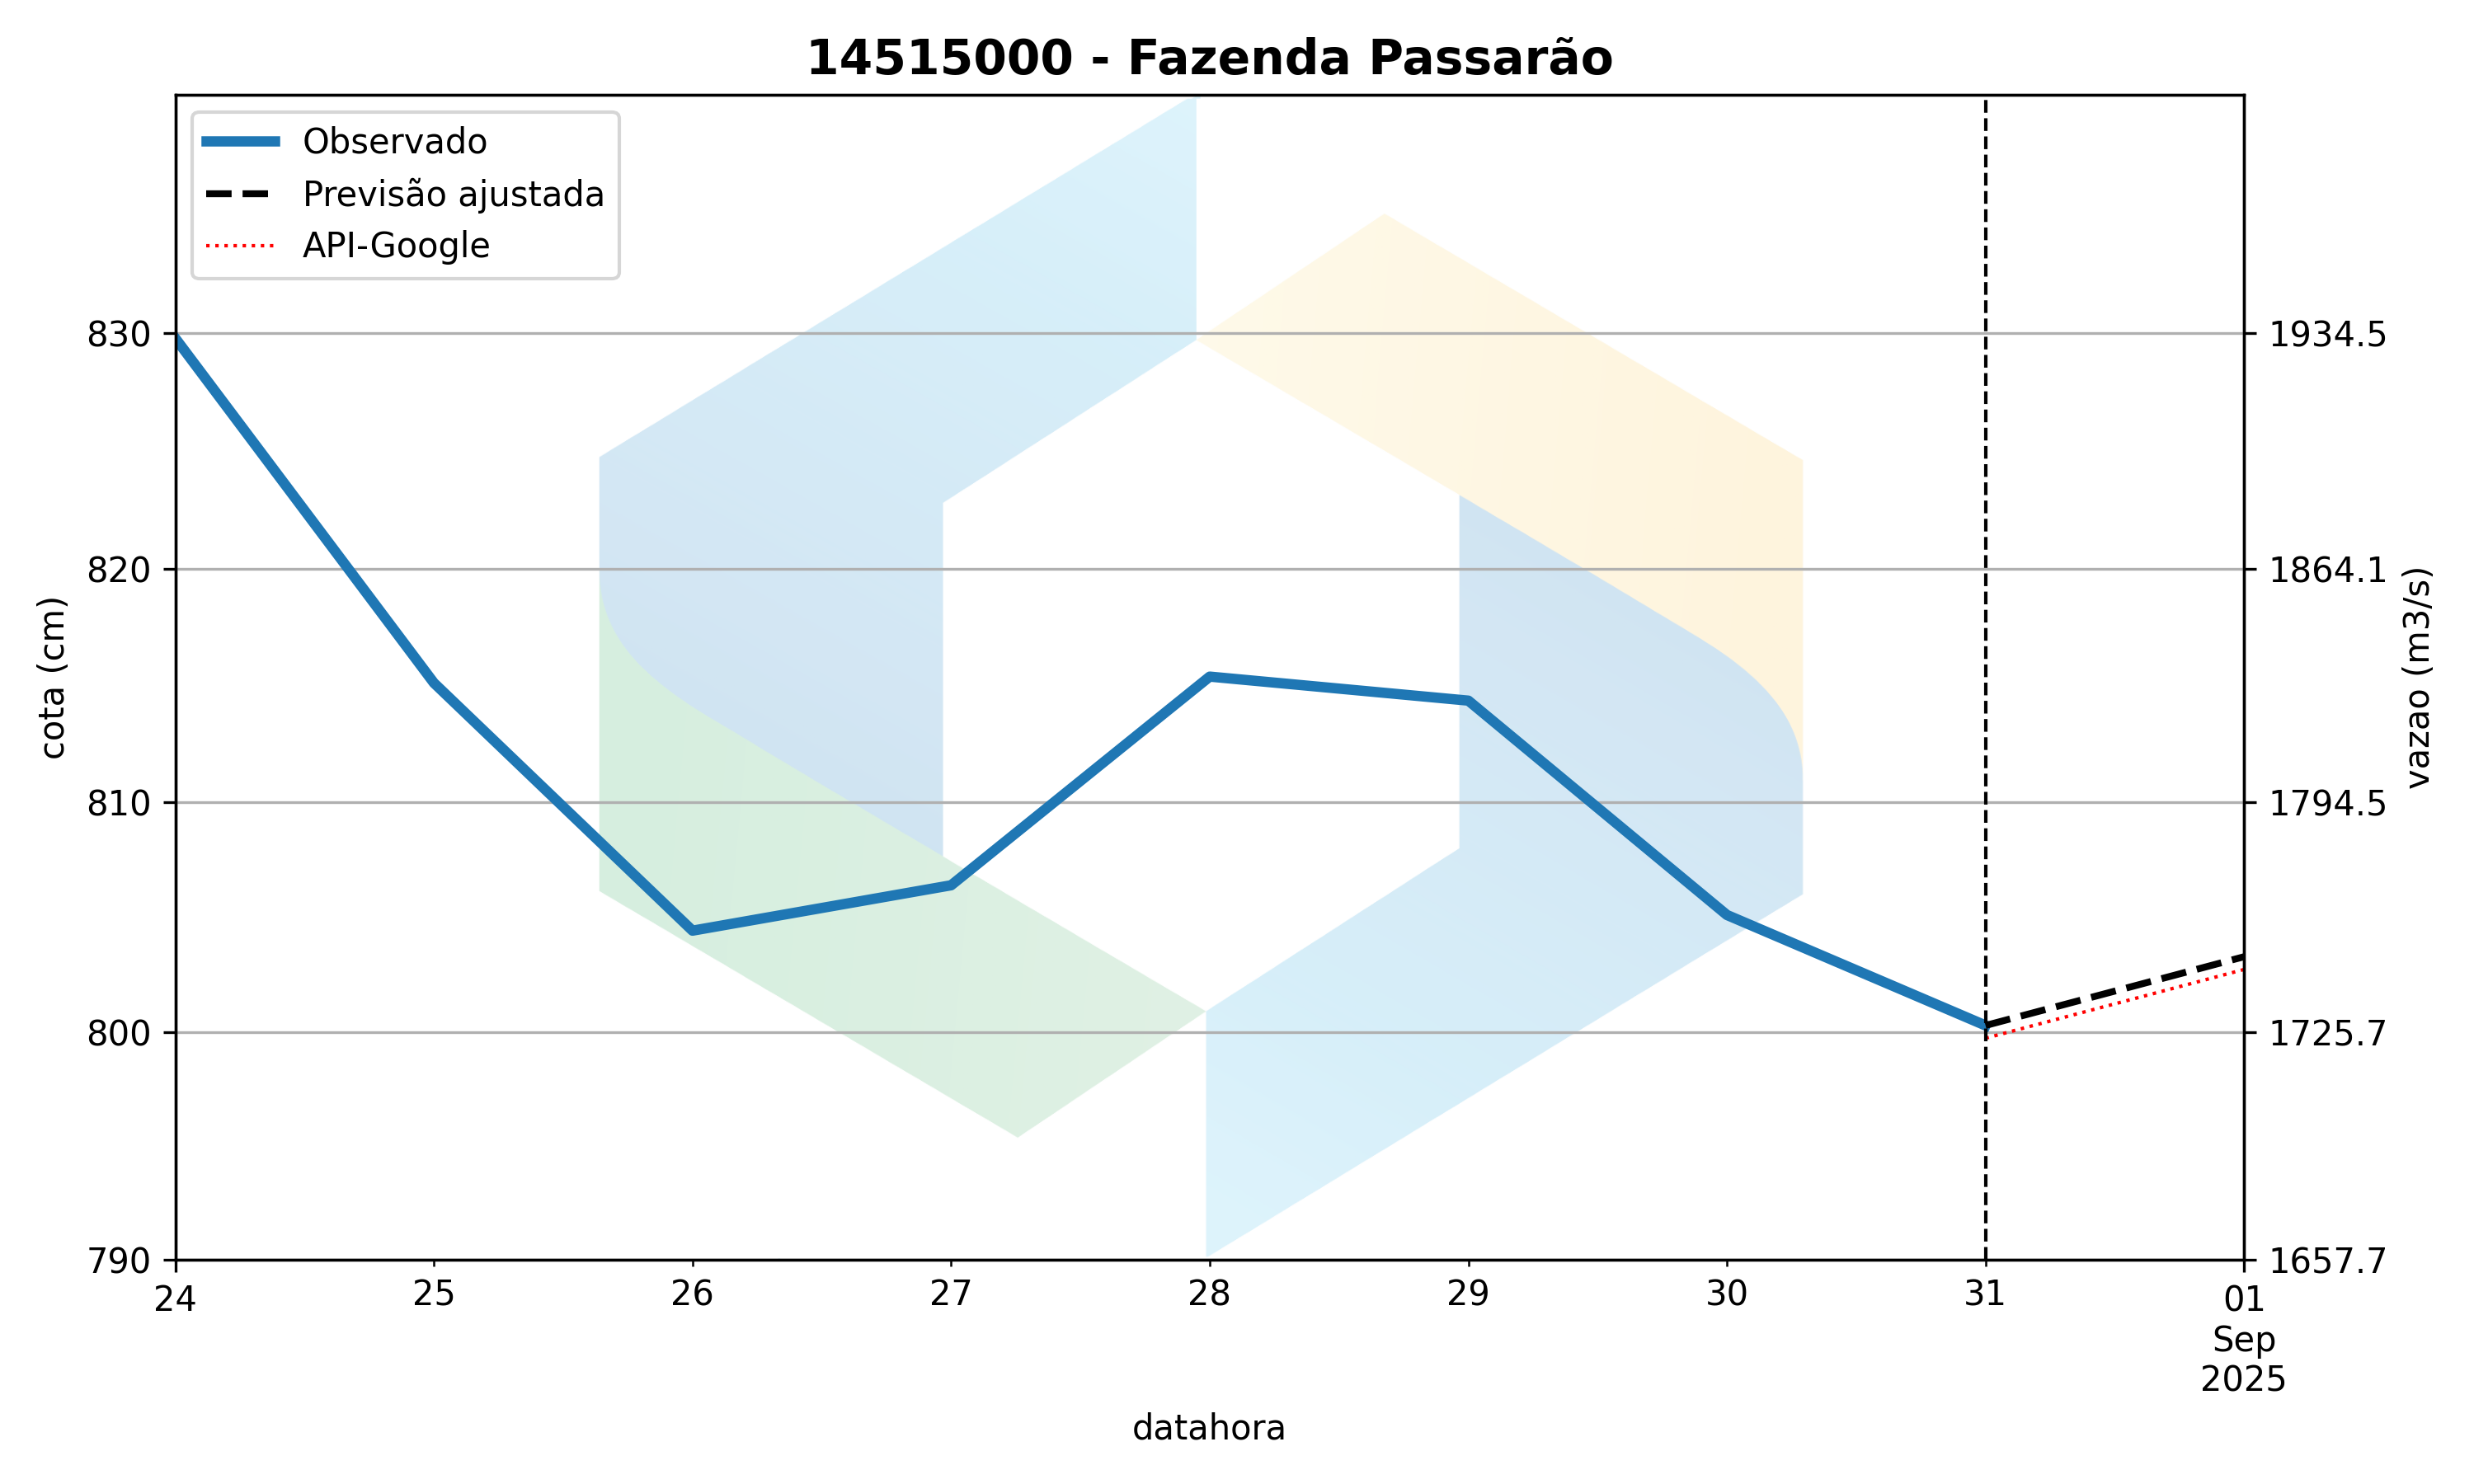 14515000 - Fazenda Passarão
Observado
Previsão ajustada
API-Google
830
820
810
800
790
cota (cm)
1934.5
1864.1
1794.5
1725.7
1657.7
vazao (m3/s)
24 25 26 27 28 29 30 31 01
Sep
2025
datahora